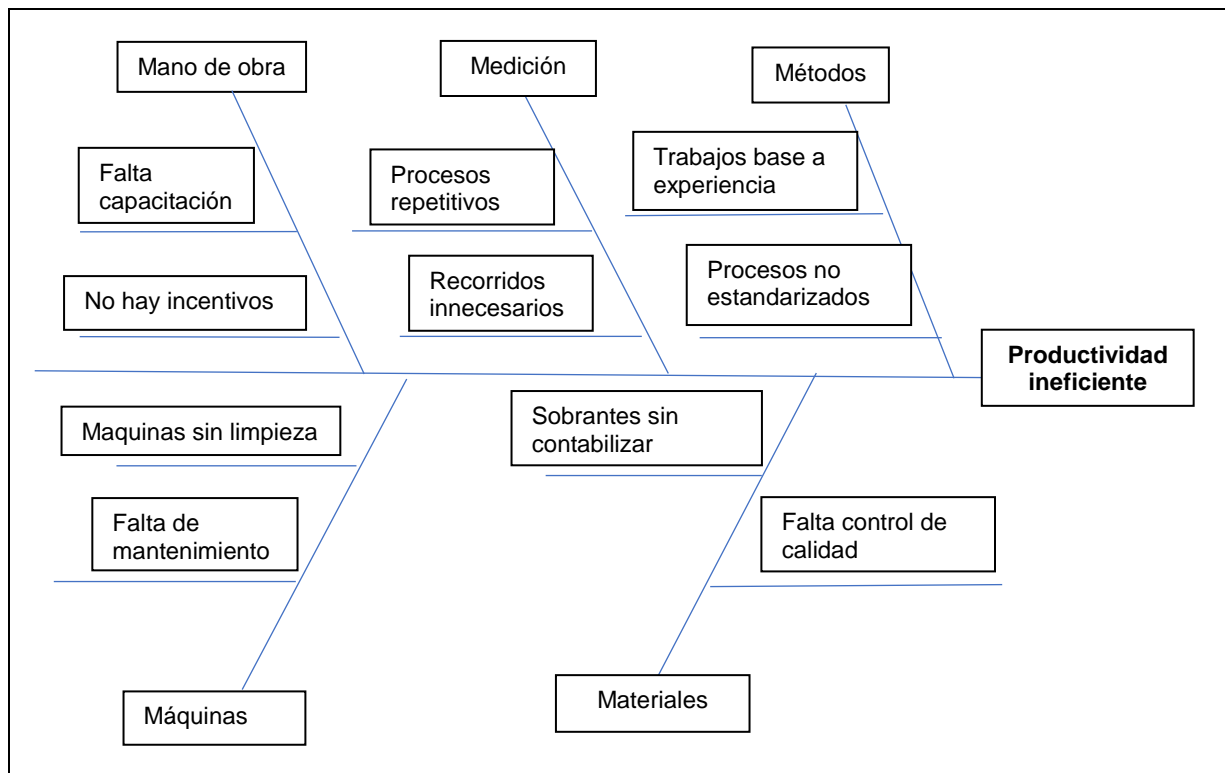 Mano de obra
Medición
Métodos
Falta
capacitación
Procesos
repetitivos
Trabajos base a
experiencia
No hay incentivos
Recorridos
innecesarios
Procesos no
estandarizados
Productividad
ineficiente
Maquinas sin limpieza
Sobrantes sin
contabilizar
Falta de
mantenimiento
Falta control de
calidad
Máquinas
Materiales